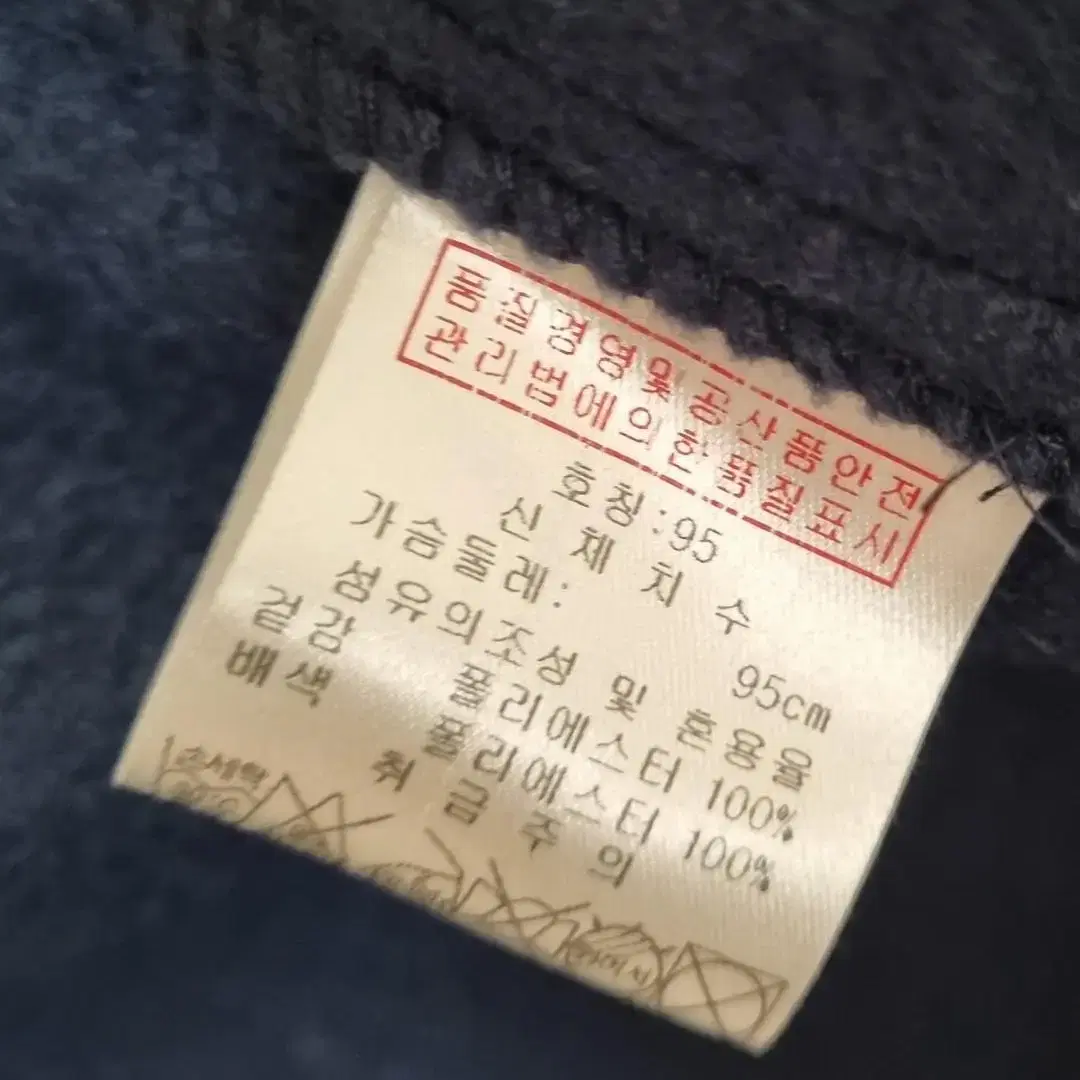 품질경영및공산품안전
관리법에의한품질표시
호칭:95
신체치수
가슴둘레: 95cm
섬유의조성 및 혼용율
겉감 폴리에스터 100%
배색 폴리에스터 100%
취급주의
손세탁